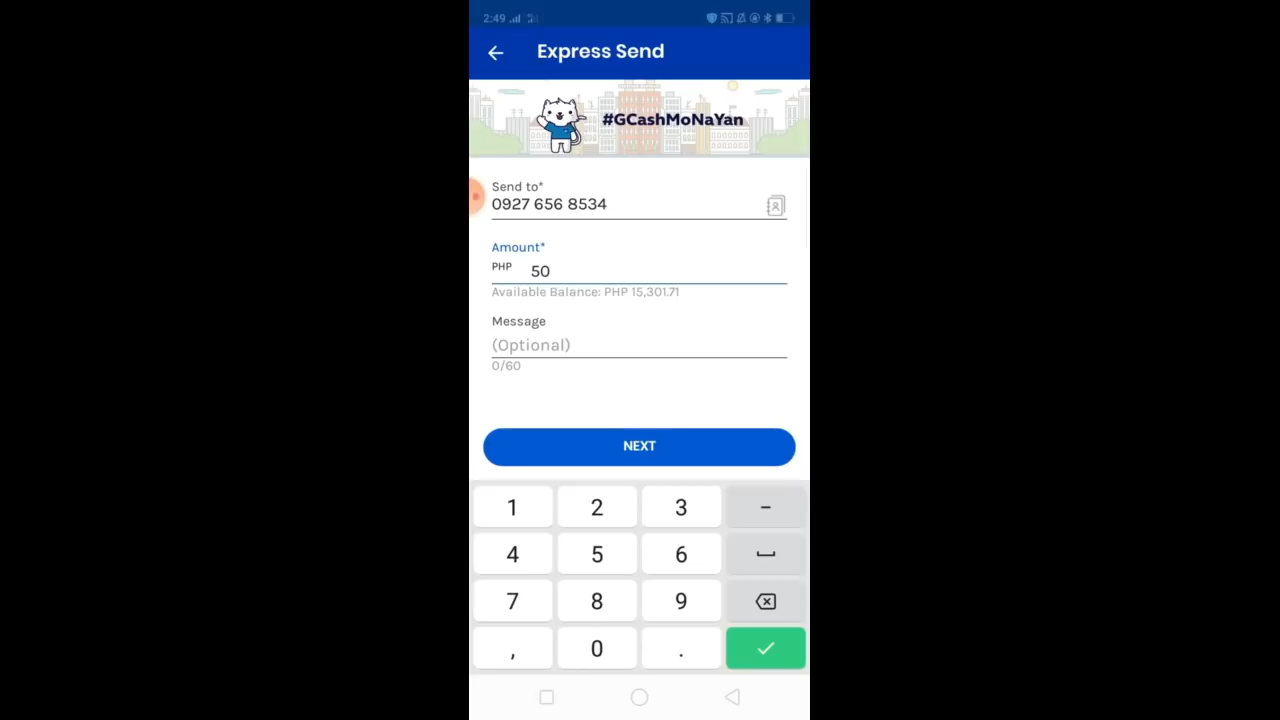 2:49
Express Send
#GCashMoNaYan
Send to*
0927 656 8534
Amount*
PHP 50
Available Balance: PHP 15,301.71
Message
(Optional)
0/60
NEXT
1 2 3 -
4 5 6
7 8 9
, 0 .